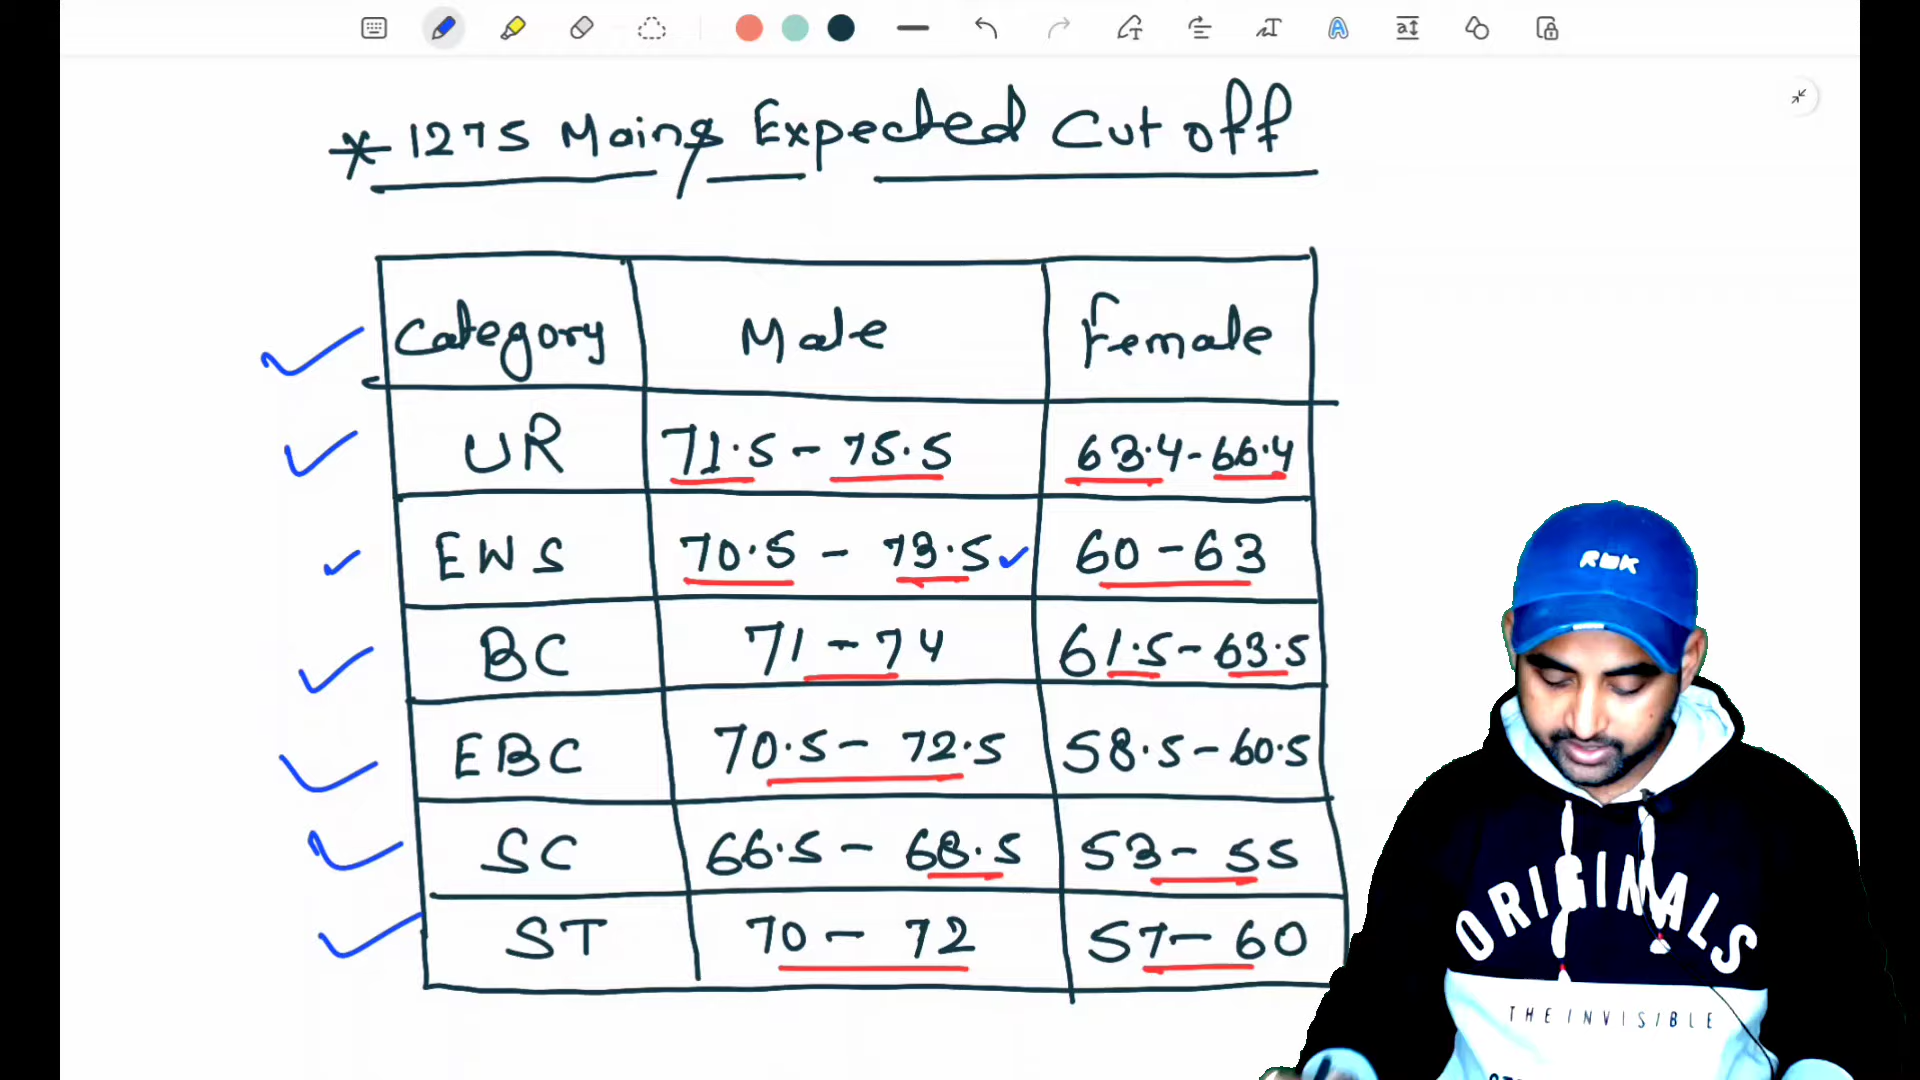 * 1275 Mains Expected Cut off
Category Male Female
UR 71.5 - 75.5 63.4 - 66.4
EWS 70.5 - 73.5 60 - 63
BC 71 - 74 61.5 - 63.5
EBC 70.5 - 72.5 58.5 - 60.5
SC 66.5 - 68.5 53 - 55
ST 70 - 72 57 - 60
ORIGINALS
THE INVISIBLE